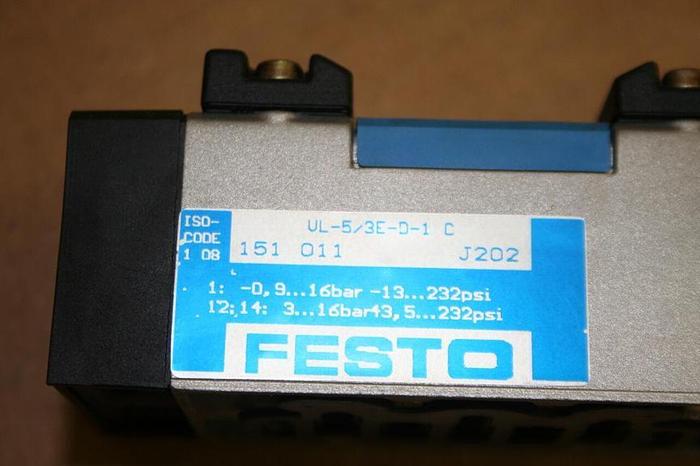 ISO-
CODE
1 08
VL-5/3E-D-1 C
151 011 J202
1: -0,9...16bar -13...232psi
12;14: 3...16bar43,5...232psi
FESTO